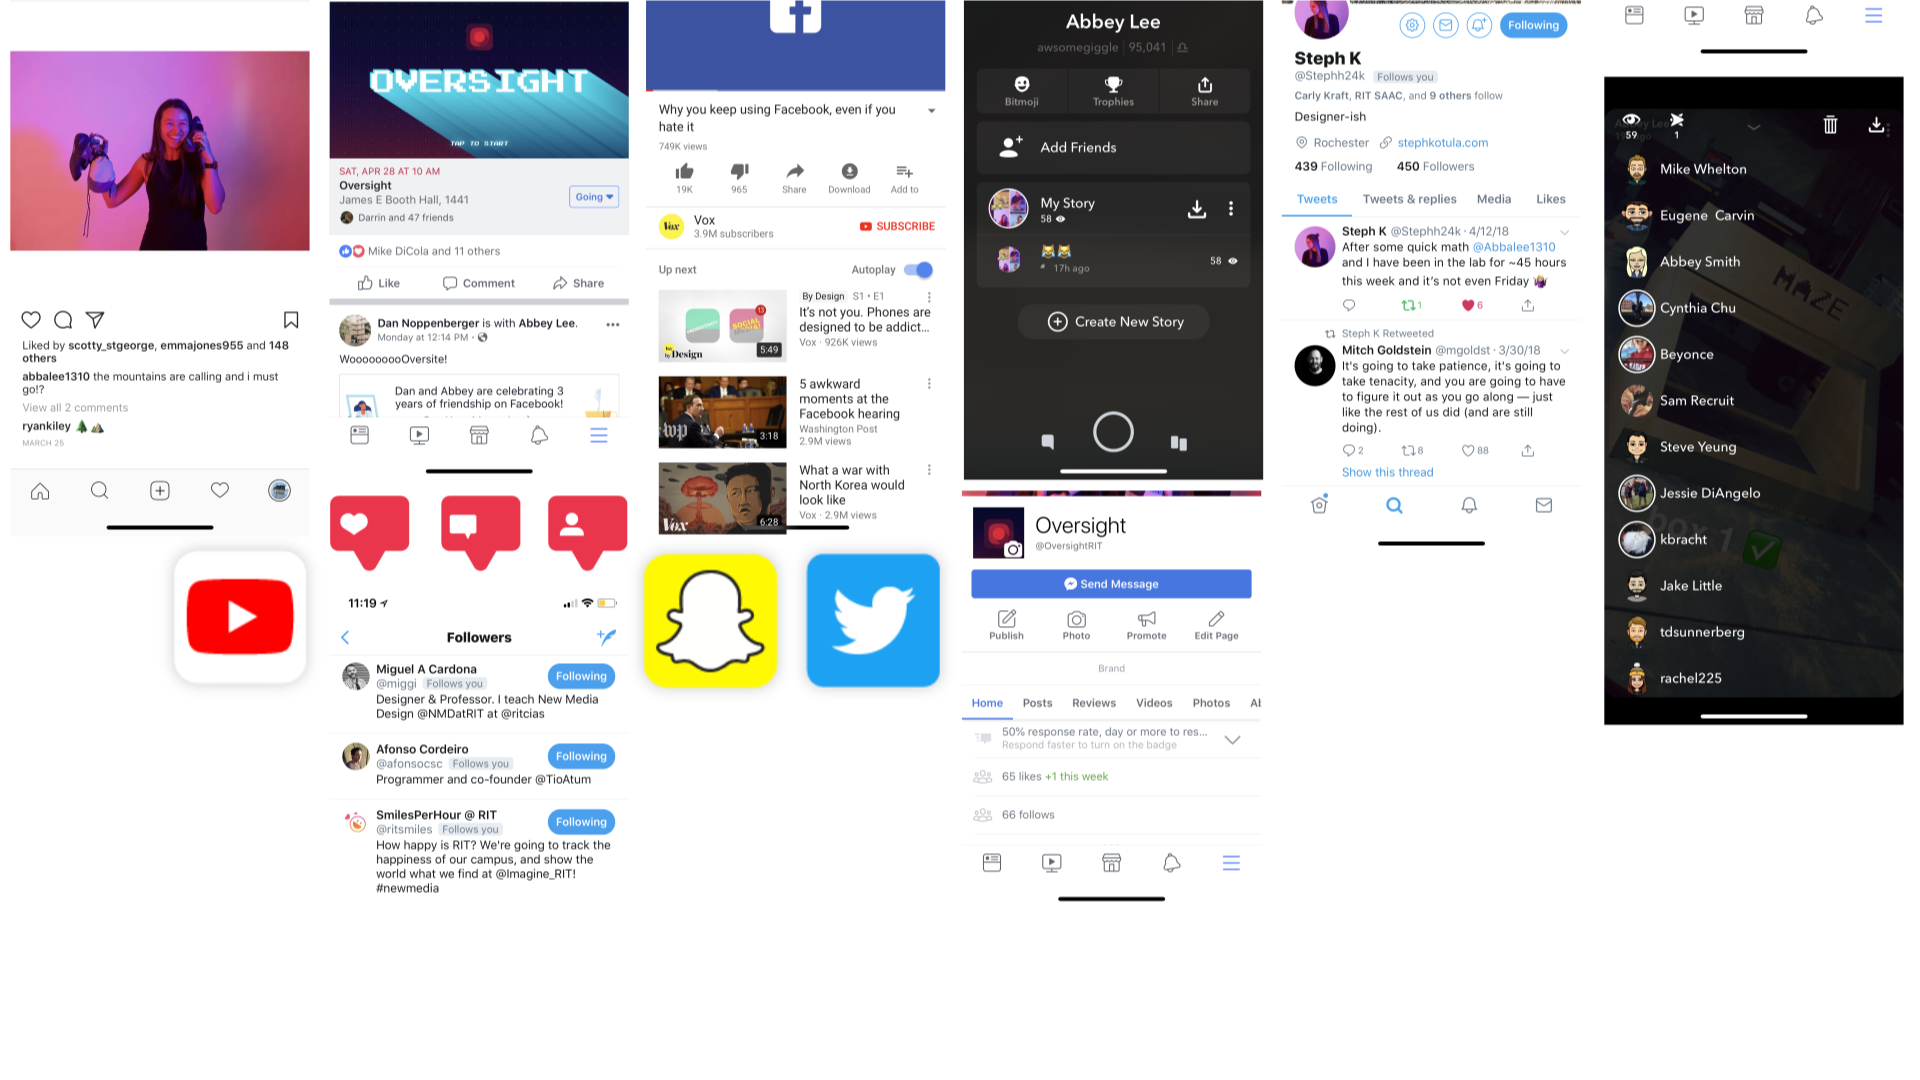 Liked by scotty_stgeorge, emmajones955 and 148
others
abbalee1310 the mountains are calling and i must
go!?
View all 2 comments
ryankiley
MARCH 25
OVERSIGHT
TAP TO START
SAT, APR 28 AT 10 AM
Oversight
James E Booth Hall, 1441
Going
Darrin and 47 friends
Mike DiCola and 11 others
Like
Comment
Share
Dan Noppenberger is with Abbey Lee.
Monday at 12:14 PM
WooooooooOversite!
Dan and Abbey are celebrating 3
years of friendship on Facebook!
11:19
Followers
Miguel A Cardona
@miggi Follows you
Following
Designer & Professor. I teach New Media
Design @NMDatRIT at @ritcias
Afonso Cordeiro
@afonsocsc Follows you
Following
Programmer and co-founder @TioAtum
SmilesPerHour @ RIT
@ritsmiles Follows you
Following
How happy is RIT? We're going to track the
happiness of our campus, and show the
world what we find at @Imagine_RIT!
#newmedia
Why you keep using Facebook, even if you
hate it
749K views
19K
965
Share
Download
Add to
Vox
Vox
3.9M subscribers
SUBSCRIBE
Up next
Autoplay
By Design S1 • E1
It's not you. Phones are
designed to be addict...
Vox · 926K views
13
SOCIAL
by Design
5:49
5 awkward
moments at the
Facebook hearing
Washington Post
2.9M views
wp
3:18
What a war with
North Korea would
look like
Vox · 2.9M views
Vox
6:28
Abbey Lee
awsomegiggle | 95,041
Bitmoji
Trophies
Share
Add Friends
My Story
58
17h ago
58
Create New Story
Oversight
@OversightRIT
Send Message
Publish
Photo
Promote
Edit Page
Brand
Home
Posts
Reviews
Videos
Photos
Al
50% response rate, day or more to res...
Respond faster to turn on the badge
65 likes +1 this week
66 follows
Following
Steph K
@Stephh24k Follows you
Carly Kraft, RIT SAAC, and 9 others follow
Designer-ish
Rochester stephkotula.com
439 Following 450 Followers
Tweets
Tweets & replies
Media
Likes
Steph K @Stephh24k · 4/12/18
After some quick math @Abbalee1310
and I have been in the lab for ~45 hours
this week and it's not even Friday
1
6
Steph K Retweeted
Mitch Goldstein @mgoldst · 3/30/18
It's going to take patience, it's going to
take tenacity, and you are going to have
to figure it out as you go along — just
like the rest of us did (and are still
doing).
2
8
88
Show this thread
59
1
Mike Whelton
Eugene Carvin
Abbey Smith
Cynthia Chu
Beyonce
Sam Recruit
Steve Yeung
Jessie DiAngelo
kbracht
Jake Little
tdsunnerberg
rachel225
MAZE
BOX 1